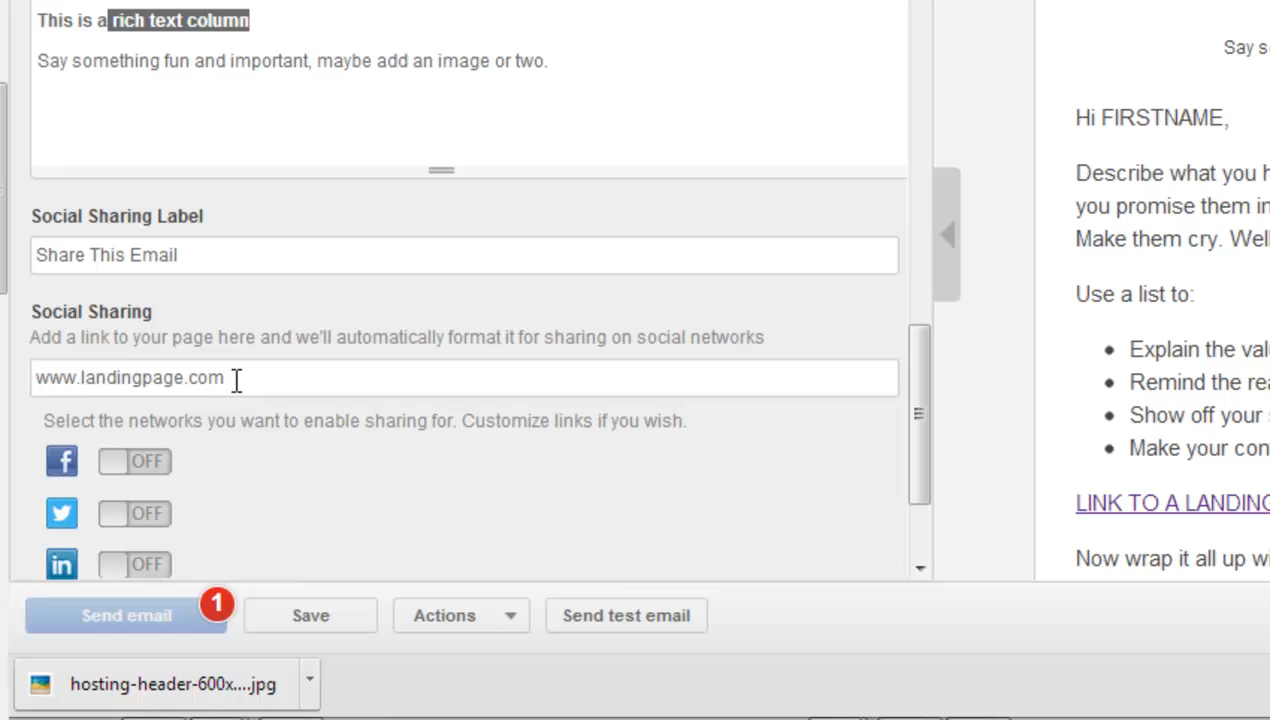 This is a rich text column
Say something fun and important, maybe add an image or two.
Social Sharing Label
Share This Email
Social Sharing
Add a link to your page here and we'll automatically format it for sharing on social networks
www.landingpage.com
Select the networks you want to enable sharing for. Customize links if you wish.
f OFF
OFF
in OFF
Send email 1 Save Actions Send test email
hosting-header-600x....jpg
Say s
Hi FIRSTNAME,
Describe what you h
you promise them in
Make them cry. Well
Use a list to:
Explain the val
Remind the rea
Show off your s
Make your con
LINK TO A LANDING
Now wrap it all up wi